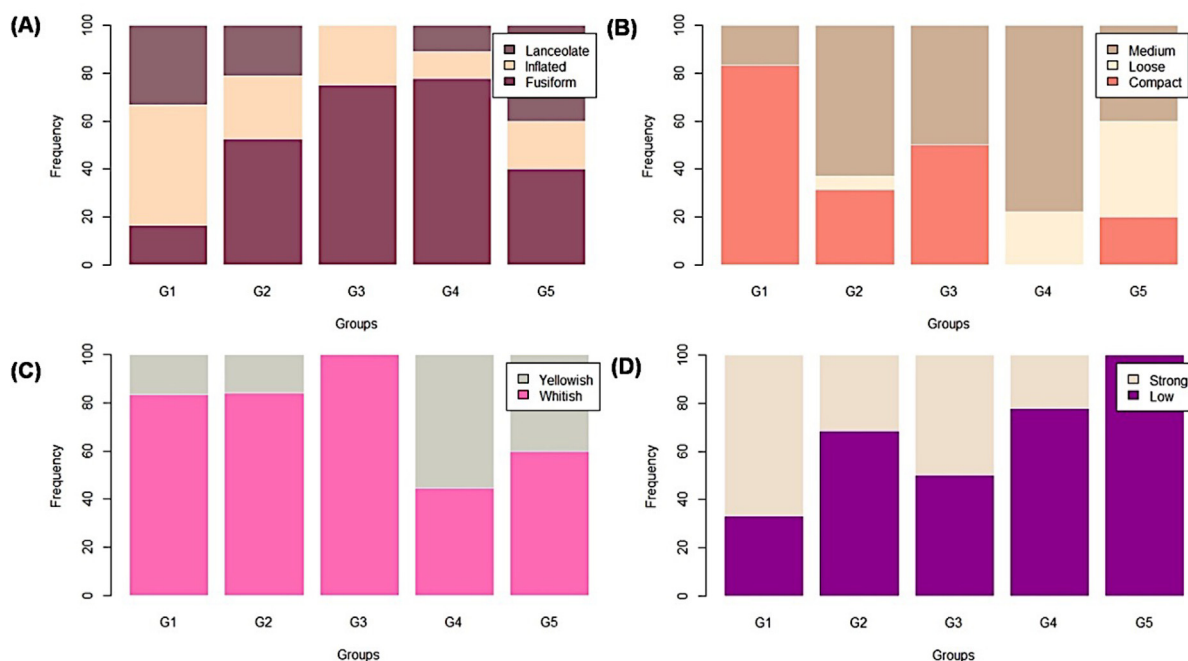 (A)
Frequency
100
80
60
40
20
0
Lanceolate
Inflated
Fusiform
G1 G2 G3 G4 G5
Groups
(B)
Frequency
100
80
60
40
20
0
Medium
Loose
Compact
G1 G2 G3 G4 G5
Groups
(C)
Frequency
100
80
60
40
20
0
Yellowish
Whitish
G1 G2 G3 G4 G5
Groups
(D)
Frequency
100
80
60
40
20
0
Strong
Low
G1 G2 G3 G4 G5
Groups